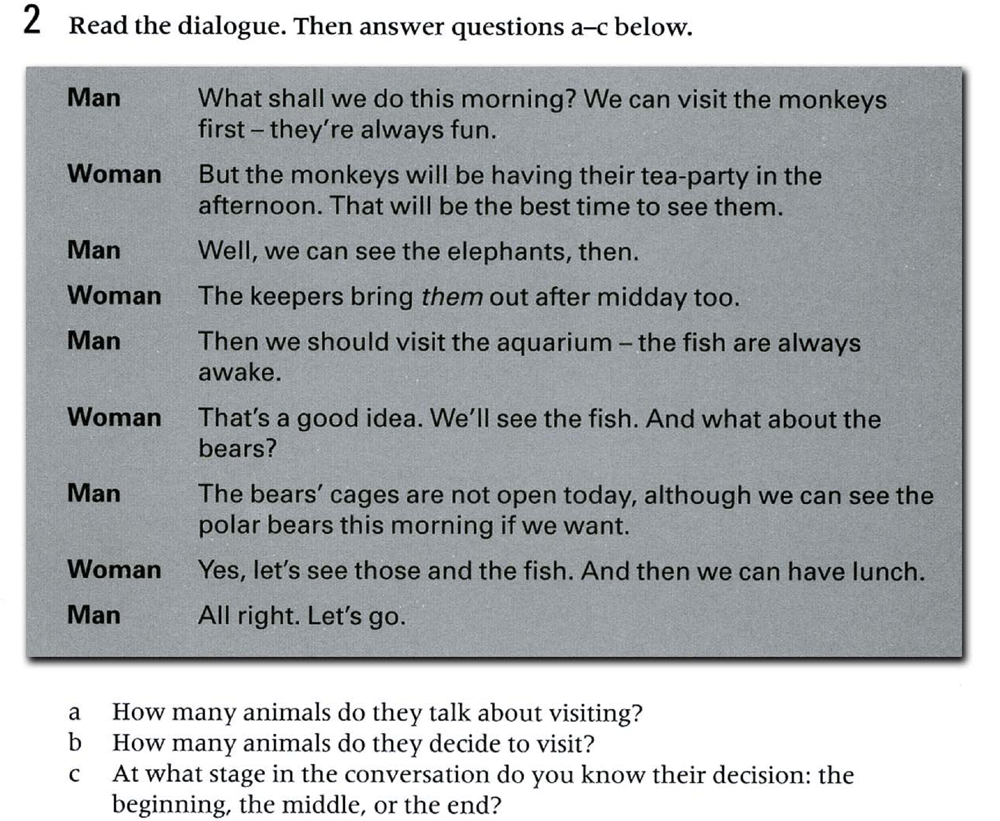 2 Read the dialogue. Then answer questions a–c below.
Man What shall we do this morning? We can visit the monkeys
first – they're always fun.
Woman But the monkeys will be having their tea-party in the
afternoon. That will be the best time to see them.
Man Well, we can see the elephants, then.
Woman The keepers bring them out after midday too.
Man Then we should visit the aquarium – the fish are always
awake.
Woman That's a good idea. We'll see the fish. And what about the
bears?
Man The bears' cages are not open today, although we can see the
polar bears this morning if we want.
Woman Yes, let's see those and the fish. And then we can have lunch.
Man All right. Let's go.
a How many animals do they talk about visiting?
b How many animals do they decide to visit?
c At what stage in the conversation do you know their decision: the
beginning, the middle, or the end?